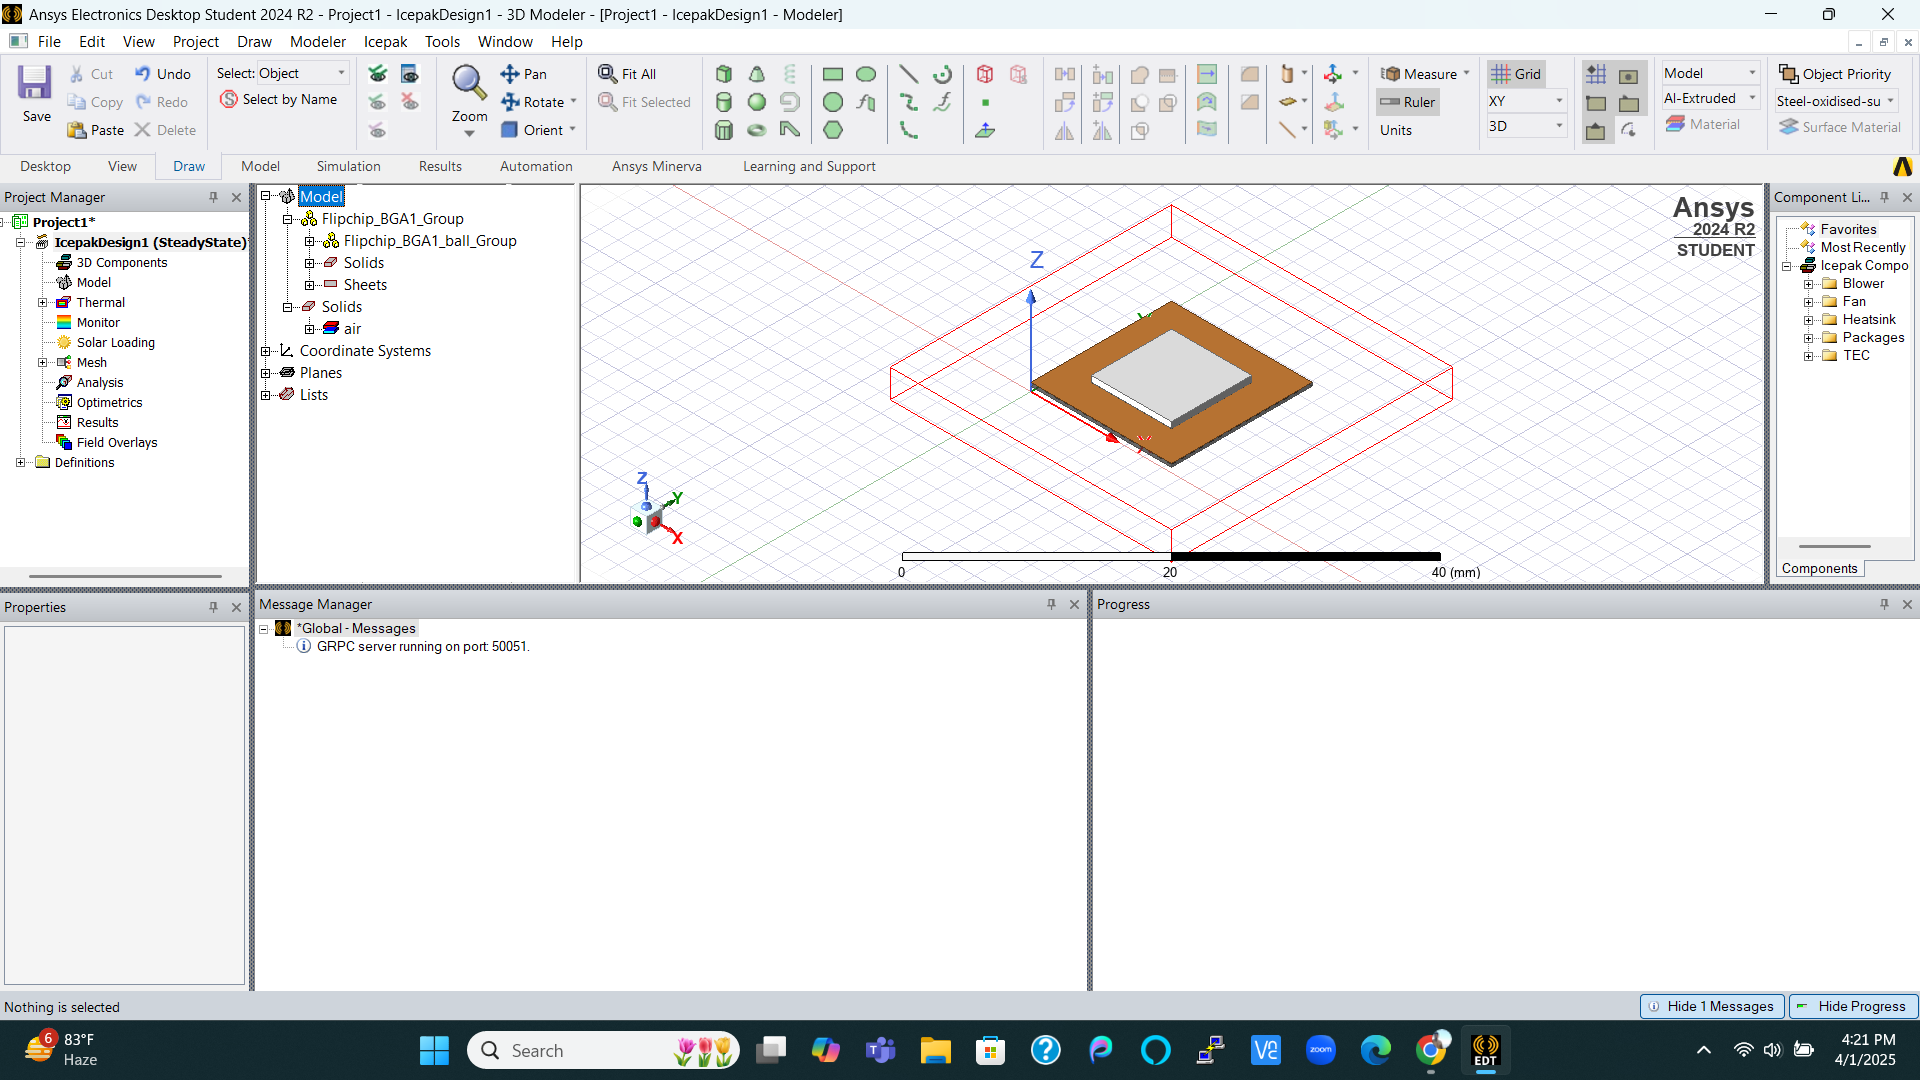 Ansys Electronics Desktop Student 2024 R2 - Project1 - IcepakDesign1 - 3D Modeler - [Project1 - IcepakDesign1 - Modeler]
File Edit View Project Draw Modeler Icepak Tools Window Help
Save
Cut
Copy
Paste
Undo
Redo
Delete
Select: Object
Select by Name
Zoom
Pan
Rotate
Orient
Fit All
Fit Selected
Measure
Ruler
Units
Grid
XY
3D
Model
Al-Extruded
Material
Object Priority
Steel-oxidised-su
Surface Material
Desktop View Draw Model Simulation Results Automation Ansys Minerva Learning and Support
Project Manager
Project1*
IcepakDesign1 (SteadyState)*
3D Components
Model
Thermal
Monitor
Solar Loading
Mesh
Analysis
Optimetrics
Results
Field Overlays
Definitions
Model
Flipchip_BGA1_Group
Flipchip_BGA1_ball_Group
Solids
Sheets
Solids
air
Coordinate Systems
Planes
Lists
Ansys
2024 R2
STUDENT
Z
Z
Y
X
0 20 40 (mm)
Component Li...
Favorites
Most Recently
Icepak Compo
Blower
Fan
Heatsink
Packages
TEC
Components
Properties
Message Manager
*Global - Messages
GRPC server running on port: 50051.
Progress
Nothing is selected
Hide 1 Messages
Hide Progress
6
83°F
Haze
Search
zoom
EDT
4:21 PM
4/1/2025